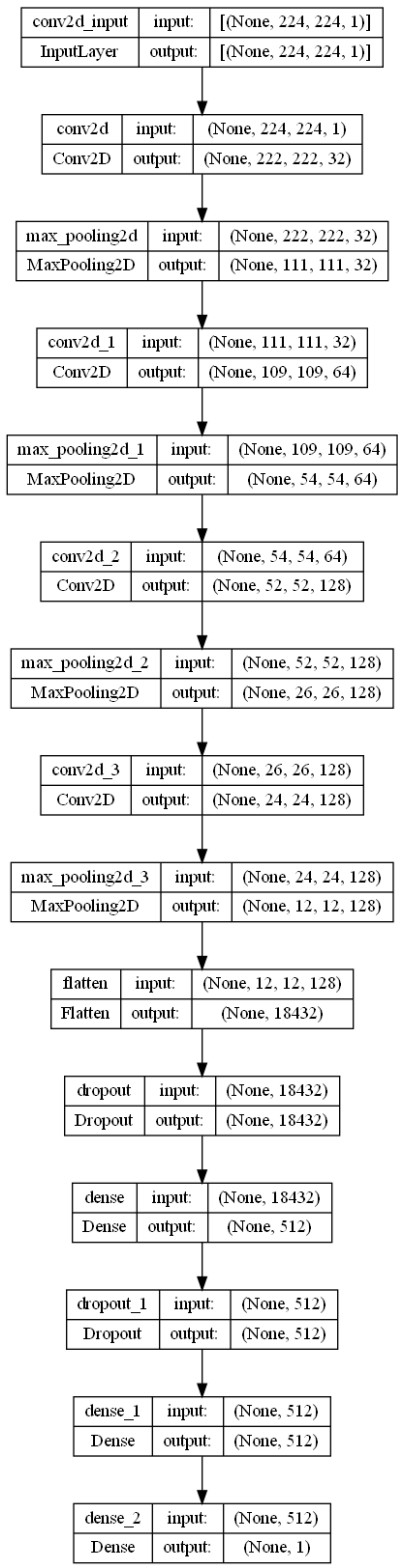 conv2d_input input: [(None, 224, 224, 1)]
InputLayer output: [(None, 224, 224, 1)]
conv2d input: (None, 224, 224, 1)
Conv2D output: (None, 222, 222, 32)
max_pooling2d input: (None, 222, 222, 32)
MaxPooling2D output: (None, 111, 111, 32)
conv2d_1 input: (None, 111, 111, 32)
Conv2D output: (None, 109, 109, 64)
max_pooling2d_1 input: (None, 109, 109, 64)
MaxPooling2D output: (None, 54, 54, 64)
conv2d_2 input: (None, 54, 54, 64)
Conv2D output: (None, 52, 52, 128)
max_pooling2d_2 input: (None, 52, 52, 128)
MaxPooling2D output: (None, 26, 26, 128)
conv2d_3 input: (None, 26, 26, 128)
Conv2D output: (None, 24, 24, 128)
max_pooling2d_3 input: (None, 24, 24, 128)
MaxPooling2D output: (None, 12, 12, 128)
flatten input: (None, 12, 12, 128)
Flatten output: (None, 18432)
dropout input: (None, 18432)
Dropout output: (None, 18432)
dense input: (None, 18432)
Dense output: (None, 512)
dropout_1 input: (None, 512)
Dropout output: (None, 512)
dense_1 input: (None, 512)
Dense output: (None, 512)
dense_2 input: (None, 512)
Dense output: (None, 1)